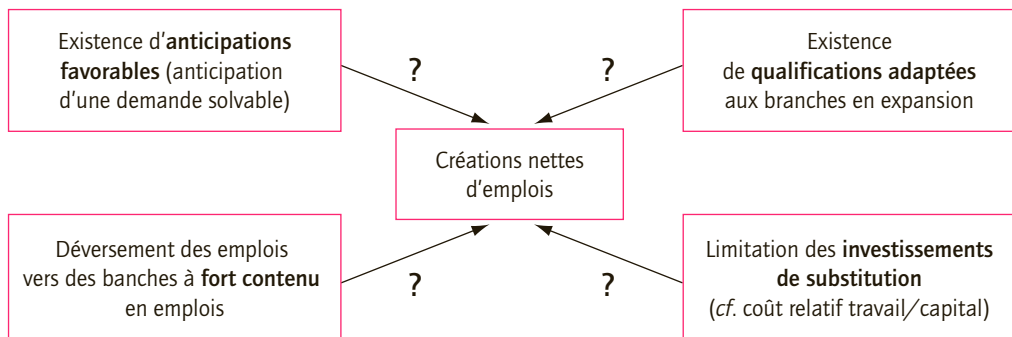 Existence d'anticipations
favorables (anticipation
d'une demande solvable)
?
?
Existence
de qualifications adaptées
aux branches en expansion
Créations nettes
d'emplois
Déversement des emplois
vers des banches à fort contenu
en emplois
?
?
Limitation des investissements
de substitution
(cf. coût relatif travail/capital)